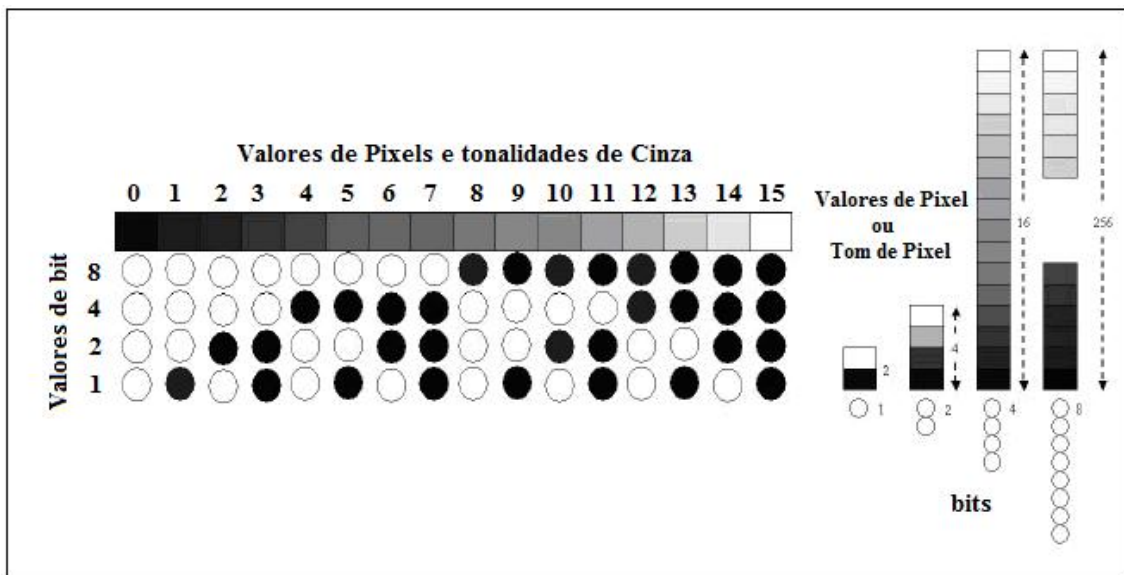 Valores de Pixels e tonalidades de Cinza
0 1 2 3 4 5 6 7 8 9 10 11 12 13 14 15
Valores de bit
8
4
2
1
Valores de Pixel
ou
Tom de Pixel
2
4
16
256
1 2 4 8
bits